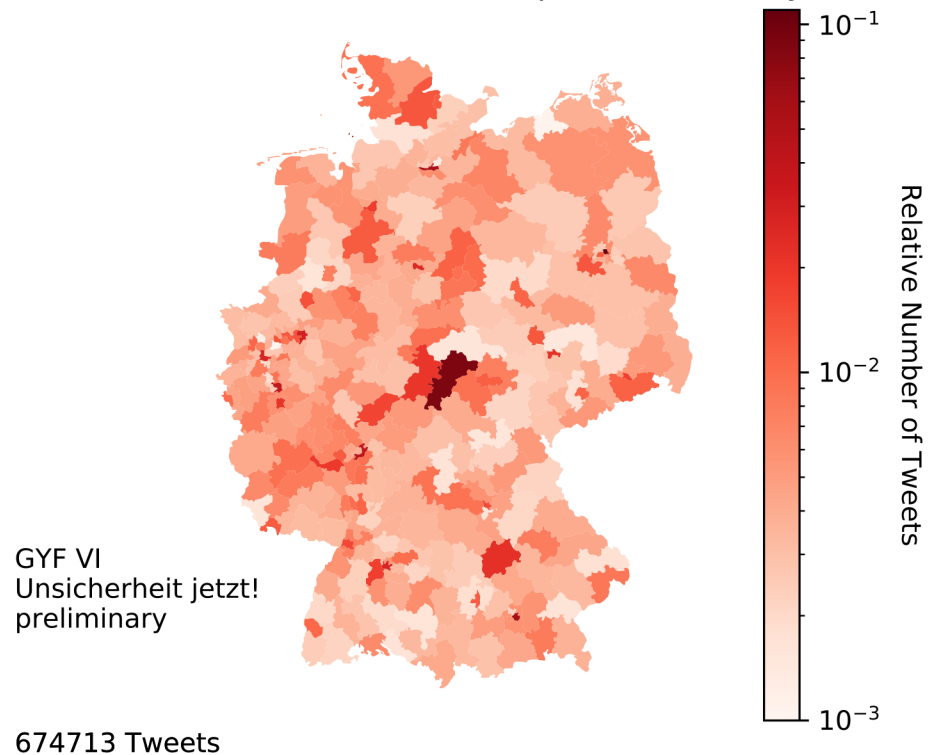 10⁻¹
10⁻²
10⁻³
Relative Number of Tweets
GYF VI
Unsicherheit jetzt!
preliminary
674713 Tweets